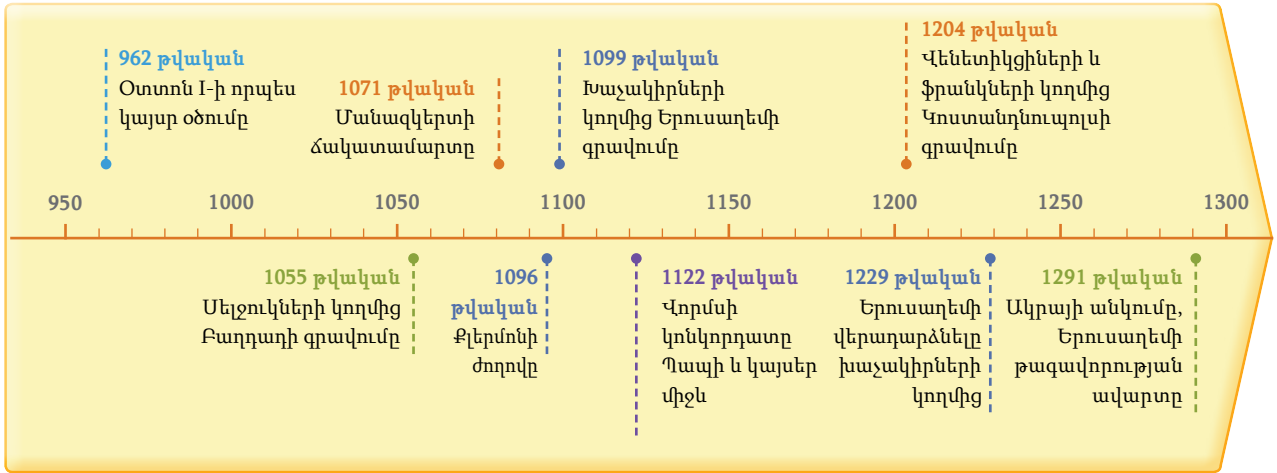 962 թվական
Օտտոն I-ի որպես
կայսր օծումը
1071 թվական
Մանազկերտի
ճակատամարտը
1099 թվական
Խաչակիրների
կողմից Երուսաղեմի
գրավումը
1204 թվական
Վենետիկցիների և
ֆրանկների կողմից
Կոստանդնուպոլսի
գրավումը
950 1000 1050 1100 1150 1200 1250 1300
1055 թվական
Սելջուկների կողմից
Բաղդադի գրավումը
1096
թվական
Քլերմոնի
ժողովը
1122 թվական
Վորմսի
կոնկորդատը
Պապի և կայսեր
միջև
1229 թվական
Երուսաղեմի
վերադարձնելը
խաչակիրների
կողմից
1291 թվական
Ակրայի անկումը,
Երուսաղեմի
թագավորության
ավարտը